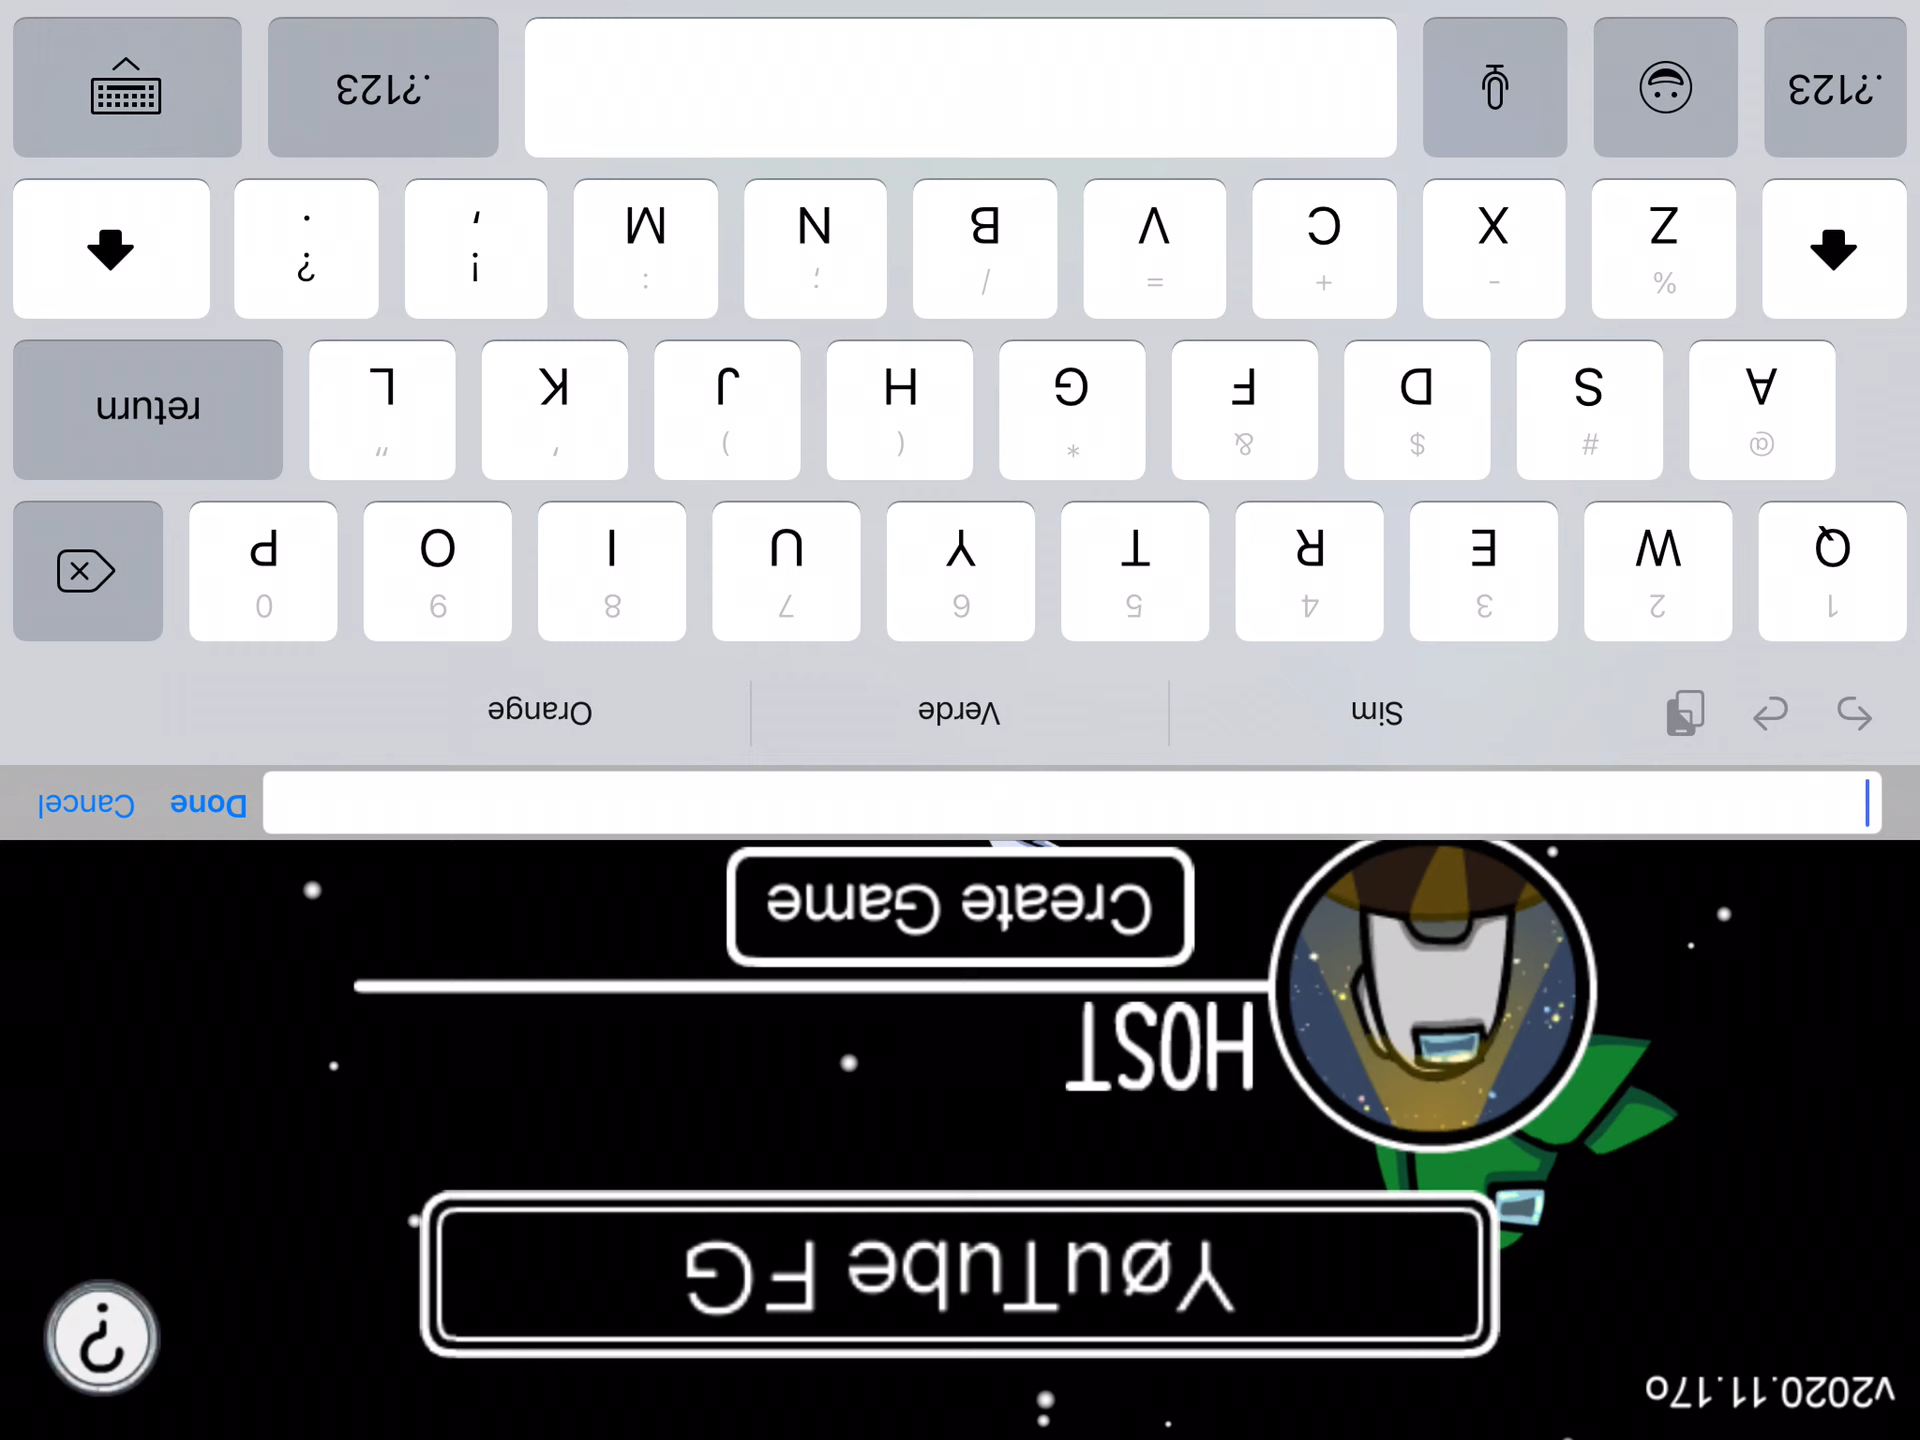 v2020.11.17o
YøuTube FG
?
HOST
Create Game
Done Cancel
Sim Verde Orange
1 2 3 4 5 6 7 8 9 0
Q W E R T Y U I O P
@ # $ & * ( ) ' "
A S D F G H J K L return
% - + = / ; : ! ?
Z X C V B N M , .
.?123 .?123